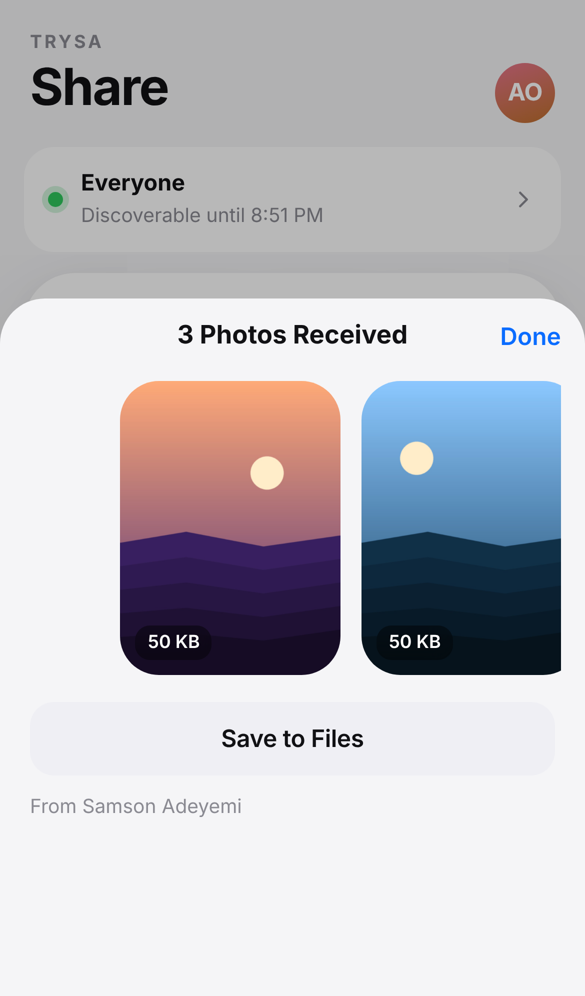 TRYSA
Share
AO
Everyone
Discoverable until 8:51 PM
3 Photos Received
Done
50 KB
50 KB
Save to Files
From Samson Adeyemi